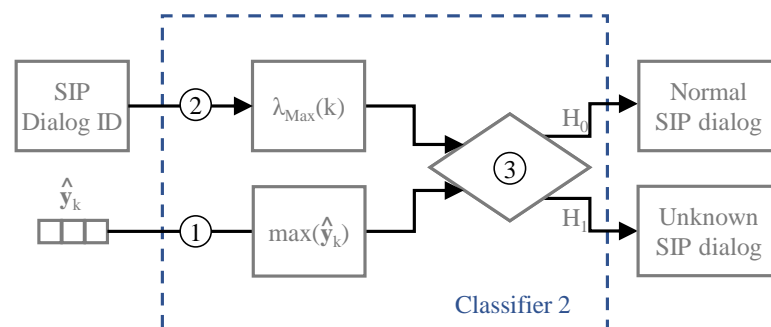 SIP
Dialog ID
2
λMax(k)
H0
Normal
SIP dialog
3
ŷk
1
max(ŷk)
H1
Unknown
SIP dialog
Classifier 2